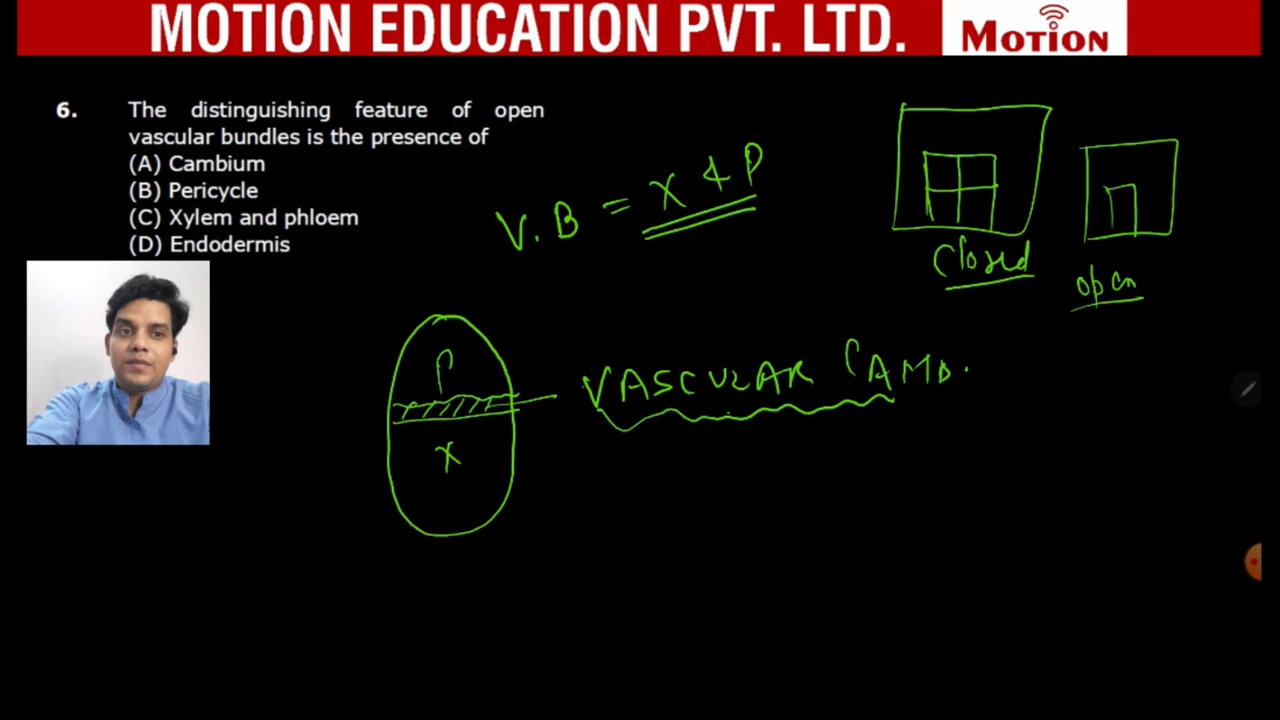 MOTION EDUCATION PVT. LTD.
MOTION
6. The distinguishing feature of open
vascular bundles is the presence of
(A) Cambium
(B) Pericycle
(C) Xylem and phloem
(D) Endodermis
V.B = X & P
Closed
open
P
VASCULAR CAMB.
X